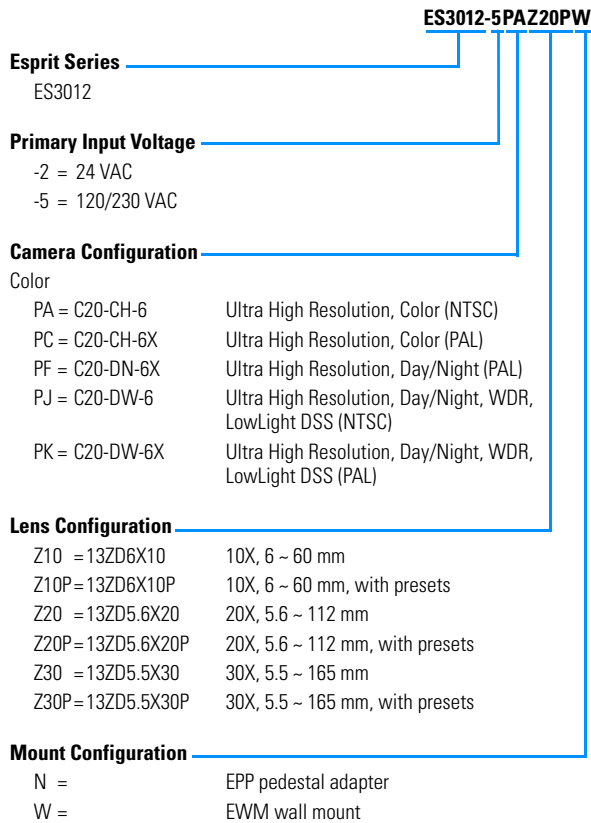 ES3012-5PAZ20PW
Esprit Series
ES3012
Primary Input Voltage
-2 = 24 VAC
-5 = 120/230 VAC
Camera Configuration
Color
PA = C20-CH-6 Ultra High Resolution, Color (NTSC)
PC = C20-CH-6X Ultra High Resolution, Color (PAL)
PF = C20-DN-6X Ultra High Resolution, Day/Night (PAL)
PJ = C20-DW-6 Ultra High Resolution, Day/Night, WDR,
LowLight DSS (NTSC)
PK = C20-DW-6X Ultra High Resolution, Day/Night, WDR,
LowLight DSS (PAL)
Lens Configuration
Z10 =13ZD6X10 10X, 6 ~ 60 mm
Z10P=13ZD6X10P 10X, 6 ~ 60 mm, with presets
Z20 =13ZD5.6X20 20X, 5.6 ~ 112 mm
Z20P=13ZD5.6X20P 20X, 5.6 ~ 112 mm, with presets
Z30 =13ZD5.5X30 30X, 5.5 ~ 165 mm
Z30P=13ZD5.5X30P 30X, 5.5 ~ 165 mm, with presets
Mount Configuration
N = EPP pedestal adapter
W = EWM wall mount